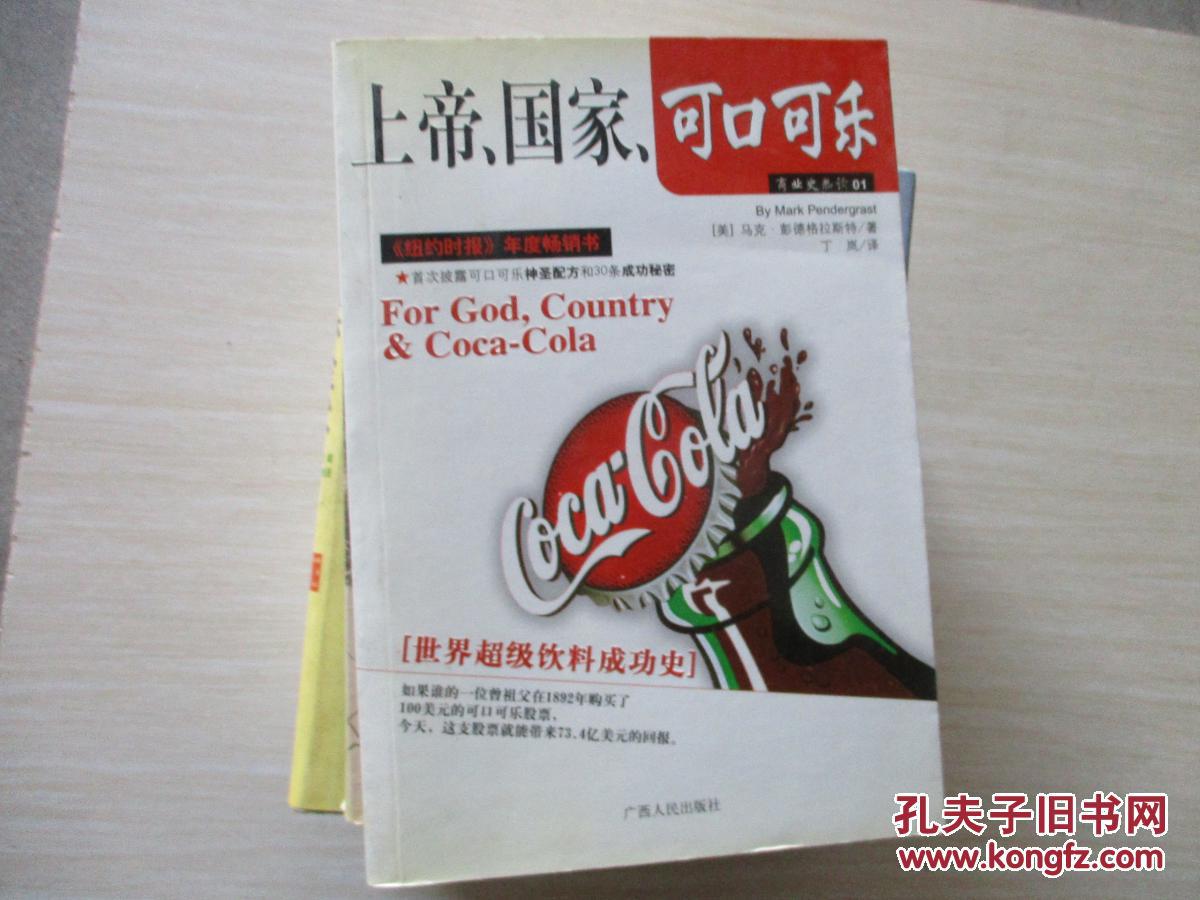 上帝、国家、可口可乐
商业史热读 01
By Mark Pendergrast
[美] 马克·彭德格拉斯特/著
丁 岚/译
《纽约时报》年度畅销书
★首次披露可口可乐神圣配方和30条成功秘密
For God, Country
& Coca-Cola
Coca-Cola
[世界超级饮料成功史]
如果谁的一位曾祖父在1892年购买了
100美元的可口可乐股票，
今天，这支股票就能带来73.4亿美元的回报。
广西人民出版社
孔夫子旧书网
www.kongfz.com